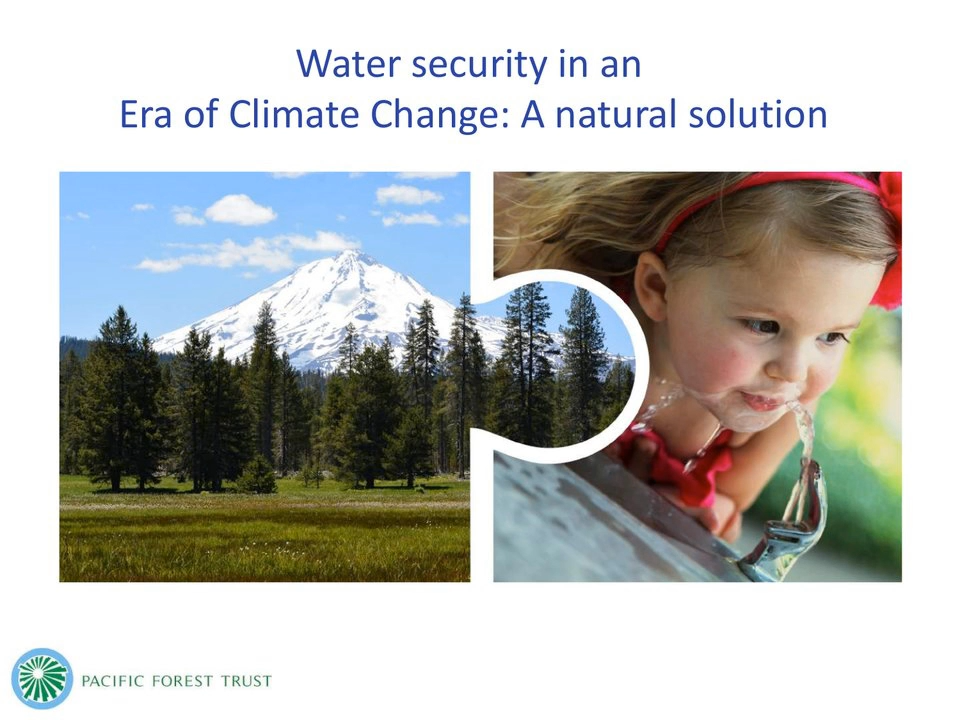 Water security in an
Era of Climate Change: A natural solution
PACIFIC FOREST TRUST